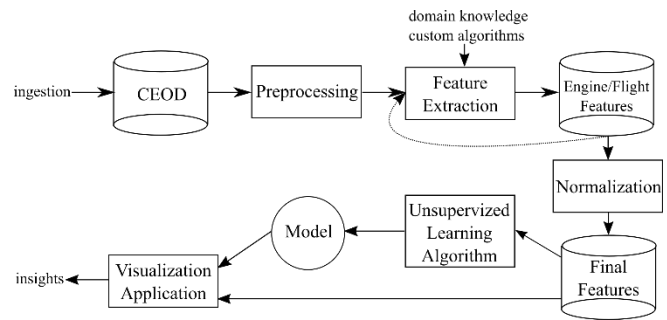 domain knowledge
custom algorithms
ingestion
CEOD
Preprocessing
Feature
Extraction
Engine/Flight
Features
Normalization
Unsupervized
Learning
Algorithm
Model
Final
Features
Visualization
Application
insights